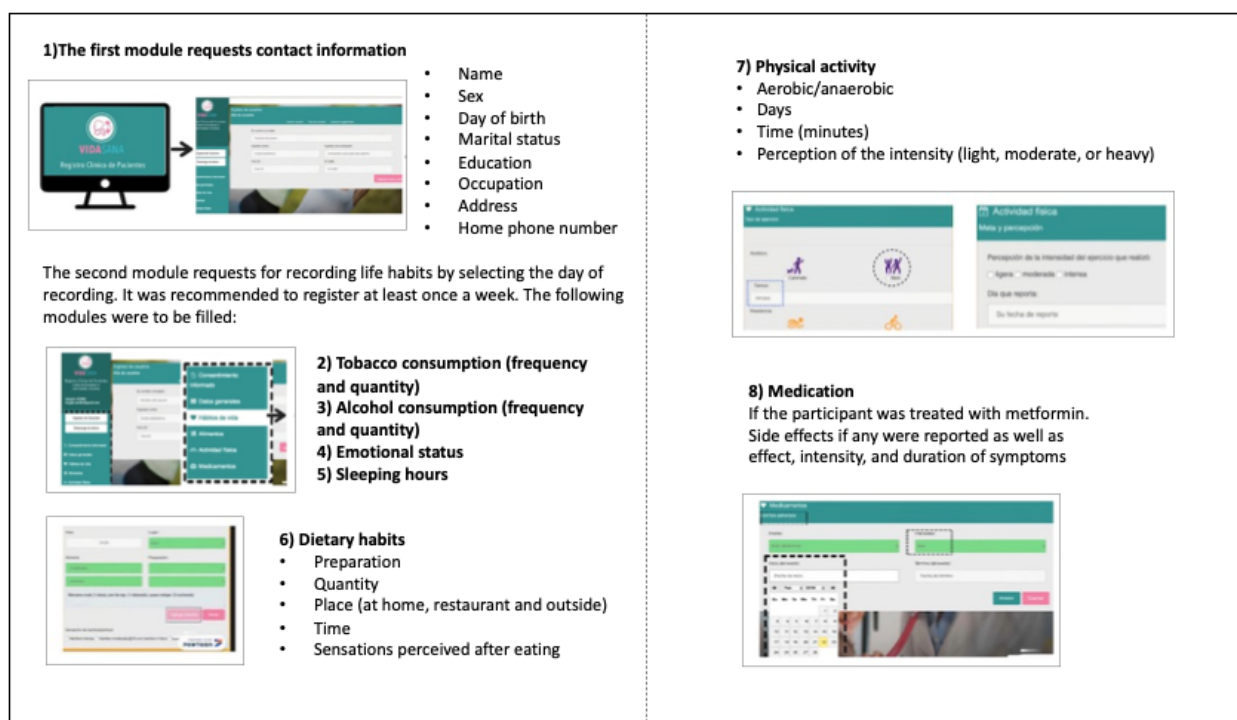 1)The first module requests contact information
VIDASANA
Registro Clínico de Pacientes
• Name
• Sex
• Day of birth
• Marital status
• Education
• Occupation
• Address
• Home phone number
The second module requests for recording life habits by selecting the day of
recording. It was recommended to register at least once a week. The following
modules were to be filled:
Consentimiento
informado
Datos generales
Hábitos de vida
Alimentos
Actividad física
Medicamentos
2) Tobacco consumption (frequency
and quantity)
3) Alcohol consumption (frequency
and quantity)
4) Emotional status
5) Sleeping hours
6) Dietary habits
• Preparation
• Quantity
• Place (at home, restaurant and outside)
• Time
• Sensations perceived after eating
7) Physical activity
• Aerobic/anaerobic
• Days
• Time (minutes)
• Perception of the intensity (light, moderate, or heavy)
Actividad física
Actividad física
Meta y percepción
Percepción de la intensidad del ejercicio que realizó
ligera moderada intensa
Día que reporta:
Su fecha de reporte
8) Medication
If the participant was treated with metformin.
Side effects if any were reported as well as
effect, intensity, and duration of symptoms
Medicamentos